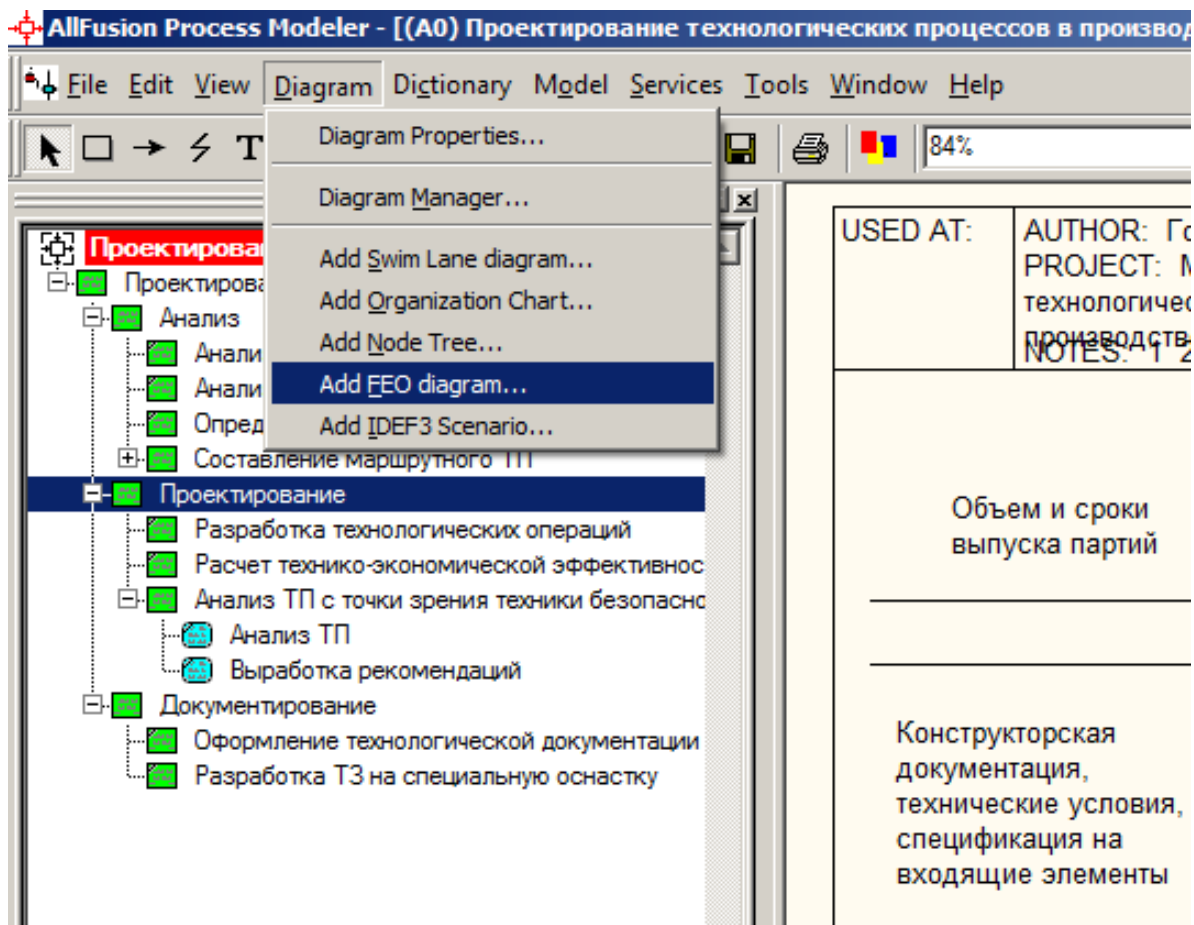 AllFusion Process Modeler - [(A0) Проектирование технологических процессов в производ
File Edit View Diagram Dictionary Model Services Tools Window Help
T
84%
Diagram Properties...
Diagram Manager...
Add Swim Lane diagram...
Add Organization Chart...
Add Node Tree...
Add FEO diagram...
Add IDEF3 Scenario...
Проектирова
Проектирова
Анализ
Анали
Анали
Опред
Составление маршрутного ТП
Проектирование
Разработка технологических операций
Расчет технико-экономической эффективнос
Анализ ТП с точки зрения техники безопасно
Анализ ТП
Выработка рекомендаций
Документирование
Оформление технологической документации
Разработка ТЗ на специальную оснастку
USED AT:
AUTHOR: Го
PROJECT: М
технологичес
производств
NOTES: 1 2
Объем и сроки
выпуска партий
Конструкторская
документация,
технические условия,
спецификация на
входящие элементы